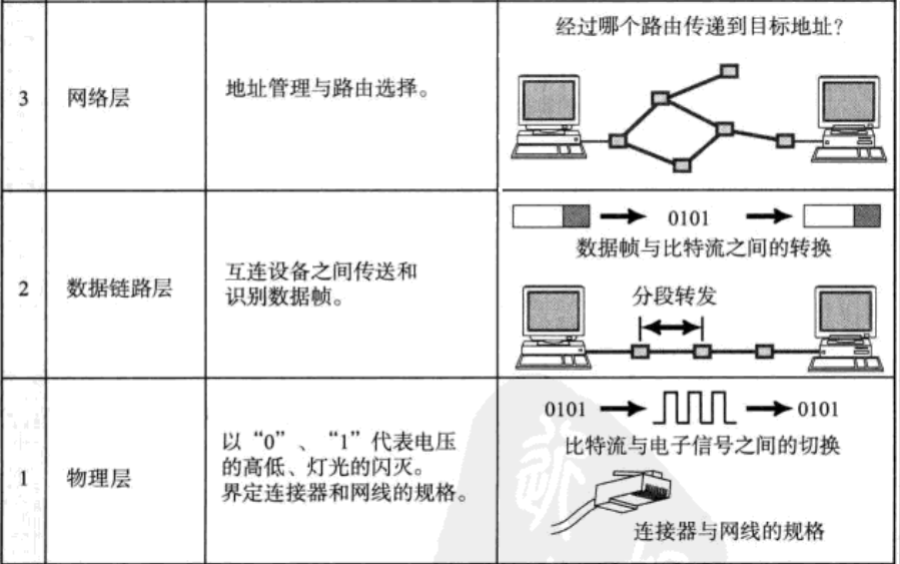 经过哪个路由传递到目标地址?
3
网络层
地址管理与路由选择。
0101
数据帧与比特流之间的转换
2
数据链路层
互连设备之间传送和
识别数据帧。
分段转发
0101
0101
比特流与电子信号之间的切换
1
物理层
以“0”、“1”代表电压
的高低、灯光的闪灭。
界定连接器和网线的规格。
连接器与网线的规格